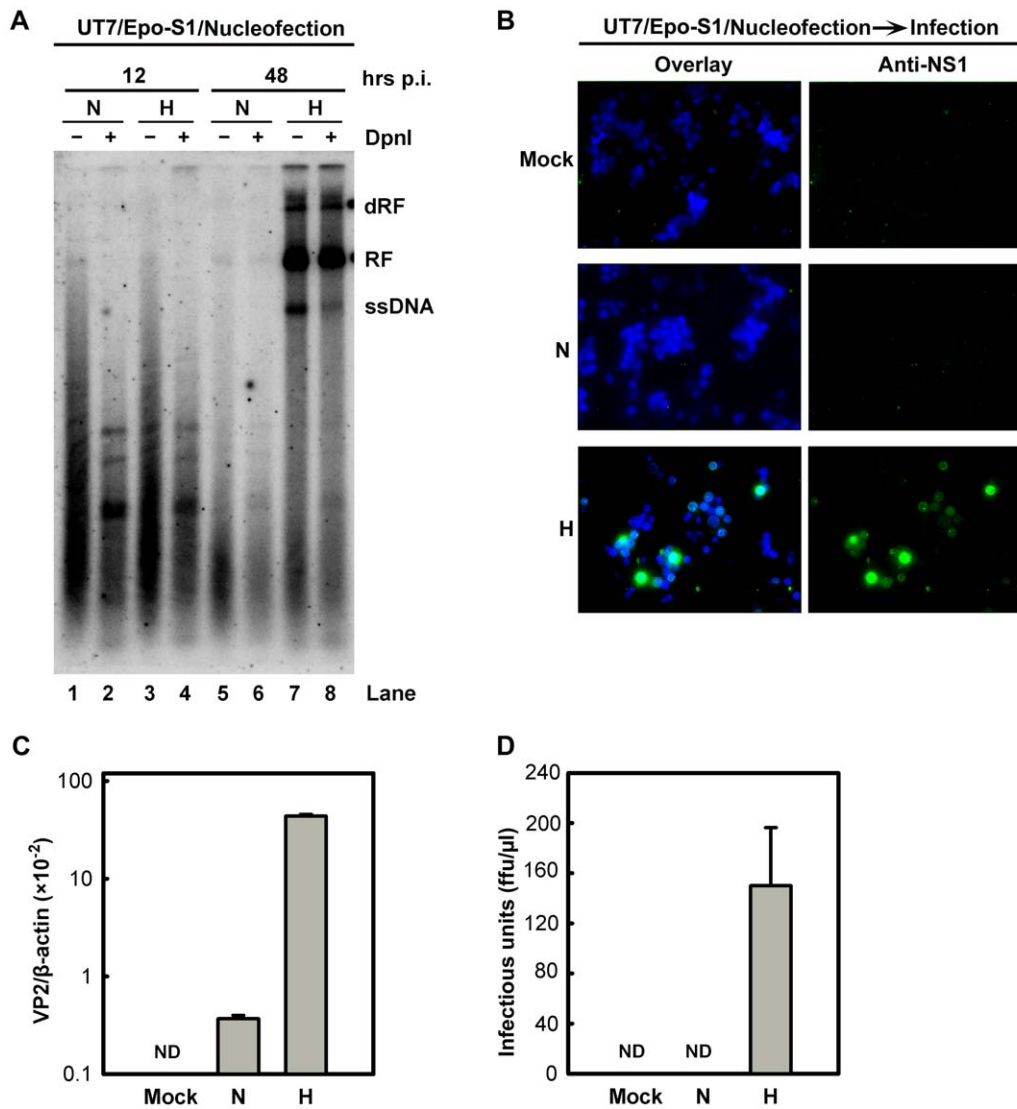 A
UT7/Epo-S1/Nucleofection
12 48 hrs p.i.
N H N H
− + − + − + − + DpnI
dRF
RF
ssDNA
1 2 3 4 5 6 7 8 Lane
B
UT7/Epo-S1/Nucleofection→Infection
Overlay Anti-NS1
Mock
N
H
C
VP2/β-actin (×10⁻²)
100
10
1
0.1
ND
Mock N H
D
Infectious units (ffu/μl)
240
200
160
120
80
40
0
ND ND
Mock N H